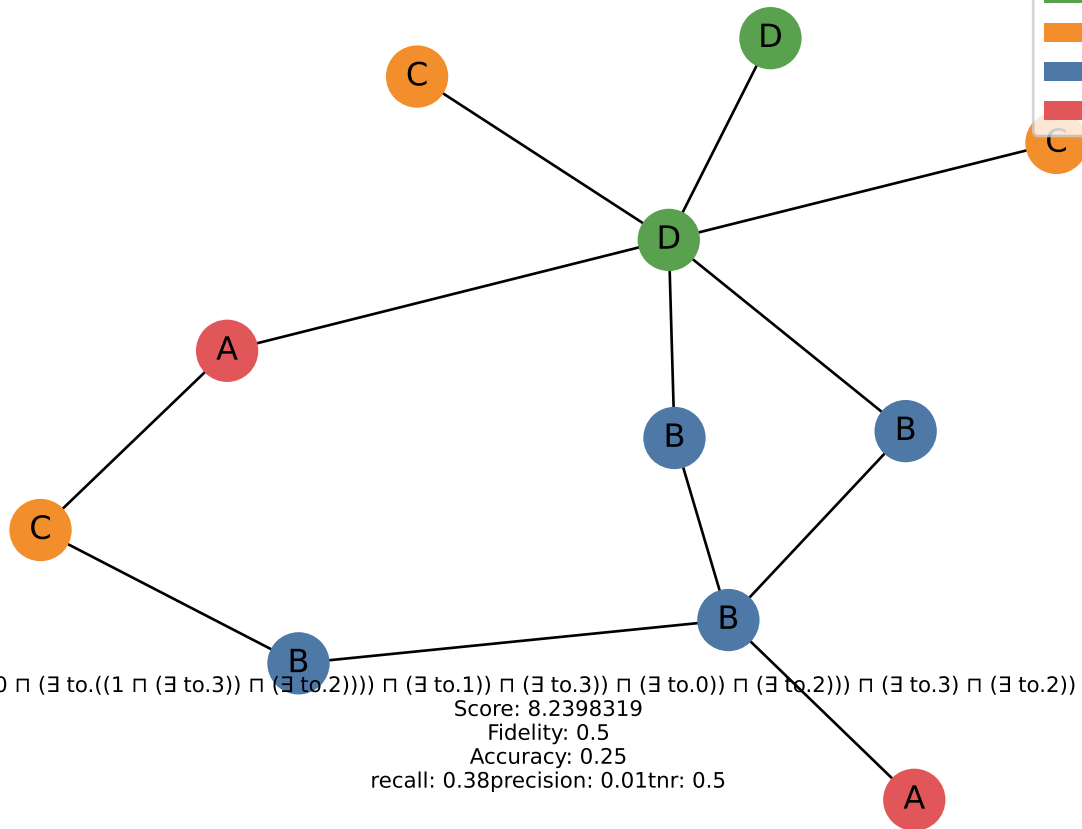 D
C
C
D
A
B
B
C
B
B
0 ⊓ (∃ to.((1 ⊓ (∃ to.3)) ⊓ (∃ to.2)))) ⊓ (∃ to.1)) ⊓ (∃ to.3)) ⊓ (∃ to.0)) ⊓ (∃ to.2))) ⊓ (∃ to.3) ⊓ (∃ to.2))
Score: 8.2398319
Fidelity: 0.5
Accuracy: 0.25
recall: 0.38precision: 0.01tnr: 0.5
A